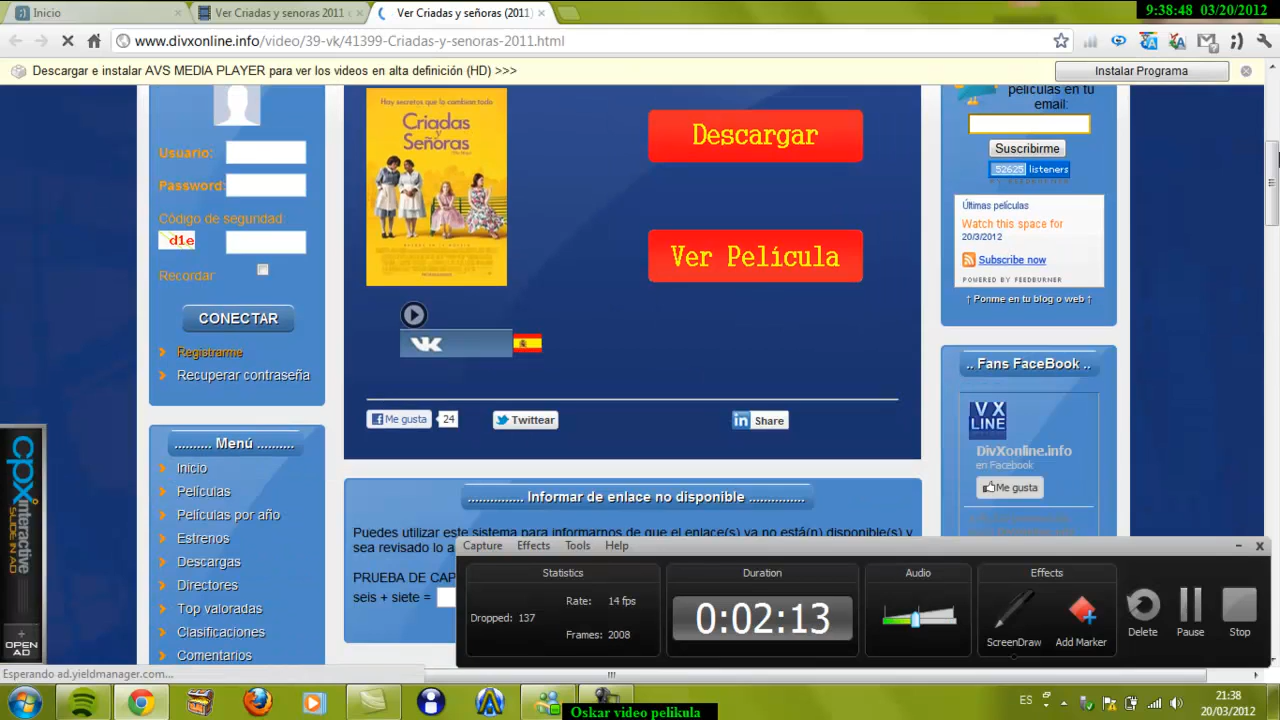 Inicio
Ver Criadas y senoras 2011
Ver Criadas y señoras (2011)
9:38:48 03/20/2012
www.divxonline.info/video/39-vk/41399-Criadas-y-senoras-2011.html
Descargar e instalar AVS MEDIA PLAYER para ver los videos en alta definición (HD) >>>
Instalar Programa
Usuario:
Password:
Código de seguridad:
d1e
Recordar:
CONECTAR
Registrarme
Recuperar contraseña
.......... Menú ..........
Inicio
Películas
Películas por año
Estrenos
Descargas
Directores
Top valoradas
Clasificaciones
Comentarios
Hay secretos que lo cambian todo
Criadas
y
Señoras
Descargar
Ver Película
Me gusta
24
Twittear
in Share
............... Informar de enlace no disponible ...............
Puedes utilizar este sistema para informarnos de que el enlace(s) ya no está(n) disponible(s) y
sea revisado lo a
PRUEBA DE CAP
seis + siete =
películas en tu
email:
Suscribirme
52625 listeners
BY FEEDBURNER
Últimas películas
Watch this space for
20/3/2012
Subscribe now
POWERED BY FEEDBURNER
↑ Ponme en tu blog o web ↑
.. Fans FaceBook ..
VX
LINE
DivXonline.info
en Facebook
Me gusta
cpx interactive
SLIDE IN AD
+
OPEN
AD
Capture Effects Tools Help
Statistics
Rate: 14 fps
Dropped: 137
Frames: 2008
Duration
0:02:13
Audio
Effects
ScreenDraw
Add Marker
Delete
Pause
Stop
Esperando ad.yieldmanager.com...
Oskar video pelikula
ES
21:38
20/03/2012